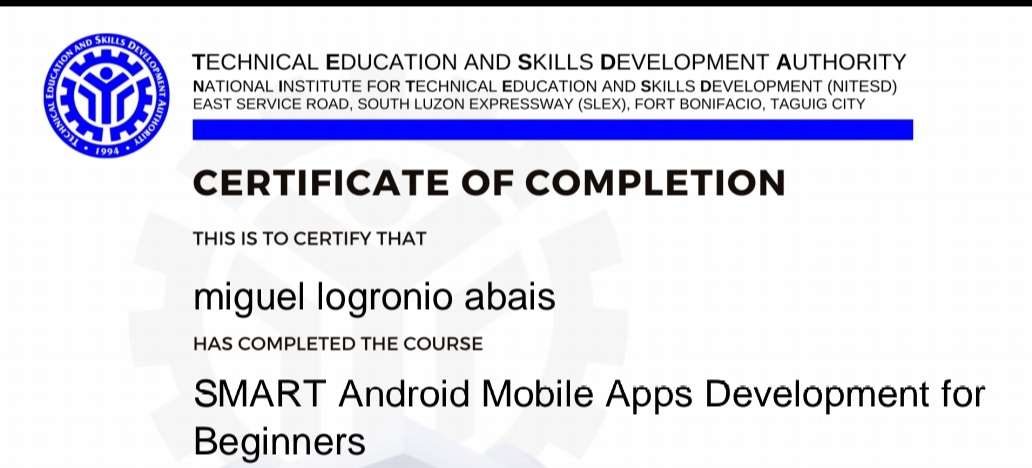 TECHNICAL EDUCATION AND SKILLS DEVELOPMENT AUTHORITY
• 1994 •
TECHNICAL EDUCATION AND SKILLS DEVELOPMENT AUTHORITY
NATIONAL INSTITUTE FOR TECHNICAL EDUCATION AND SKILLS DEVELOPMENT (NITESD)
EAST SERVICE ROAD, SOUTH LUZON EXPRESSWAY (SLEX), FORT BONIFACIO, TAGUIG CITY
CERTIFICATE OF COMPLETION
THIS IS TO CERTIFY THAT
miguel logronio abais
HAS COMPLETED THE COURSE
SMART Android Mobile Apps Development for
Beginners